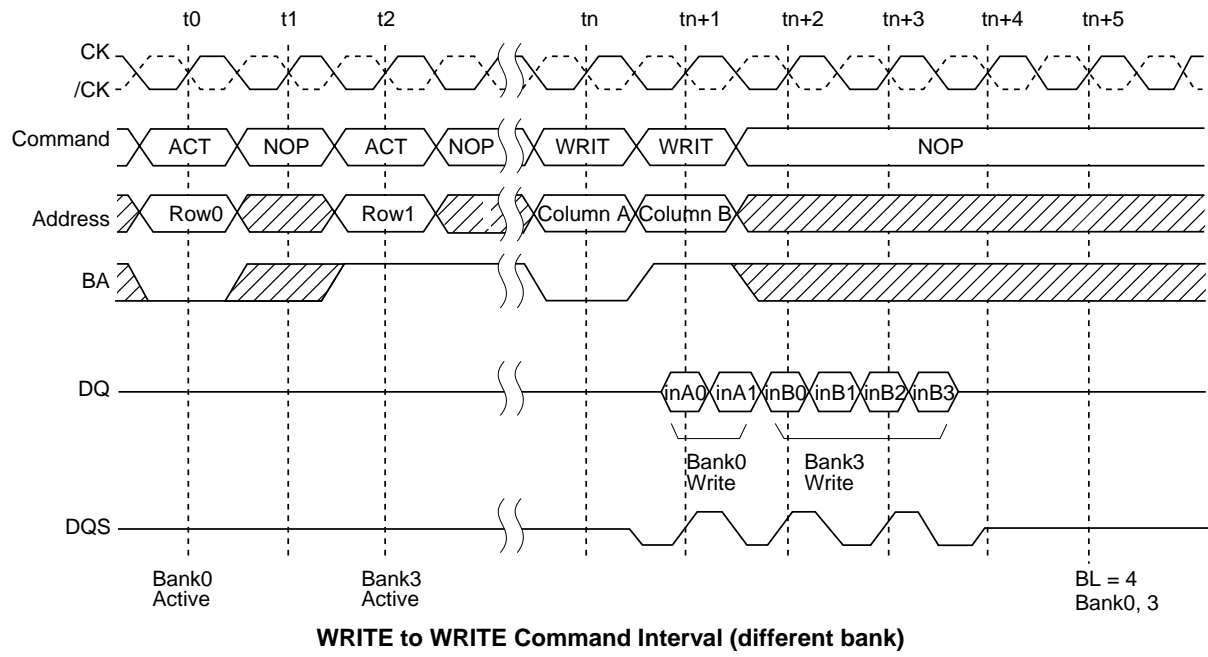 t0 t1 t2 tn tn+1 tn+2 tn+3 tn+4 tn+5
CK
/CK
Command ACT NOP ACT NOP WRIT WRIT NOP
Address Row0 Row1 Column A Column B
BA
DQ inA0 inA1 inB0 inB1 inB2 inB3
Bank0 Bank3
Write Write
DQS
Bank0 Bank3 BL = 4
Active Active Bank0, 3
WRITE to WRITE Command Interval (different bank)